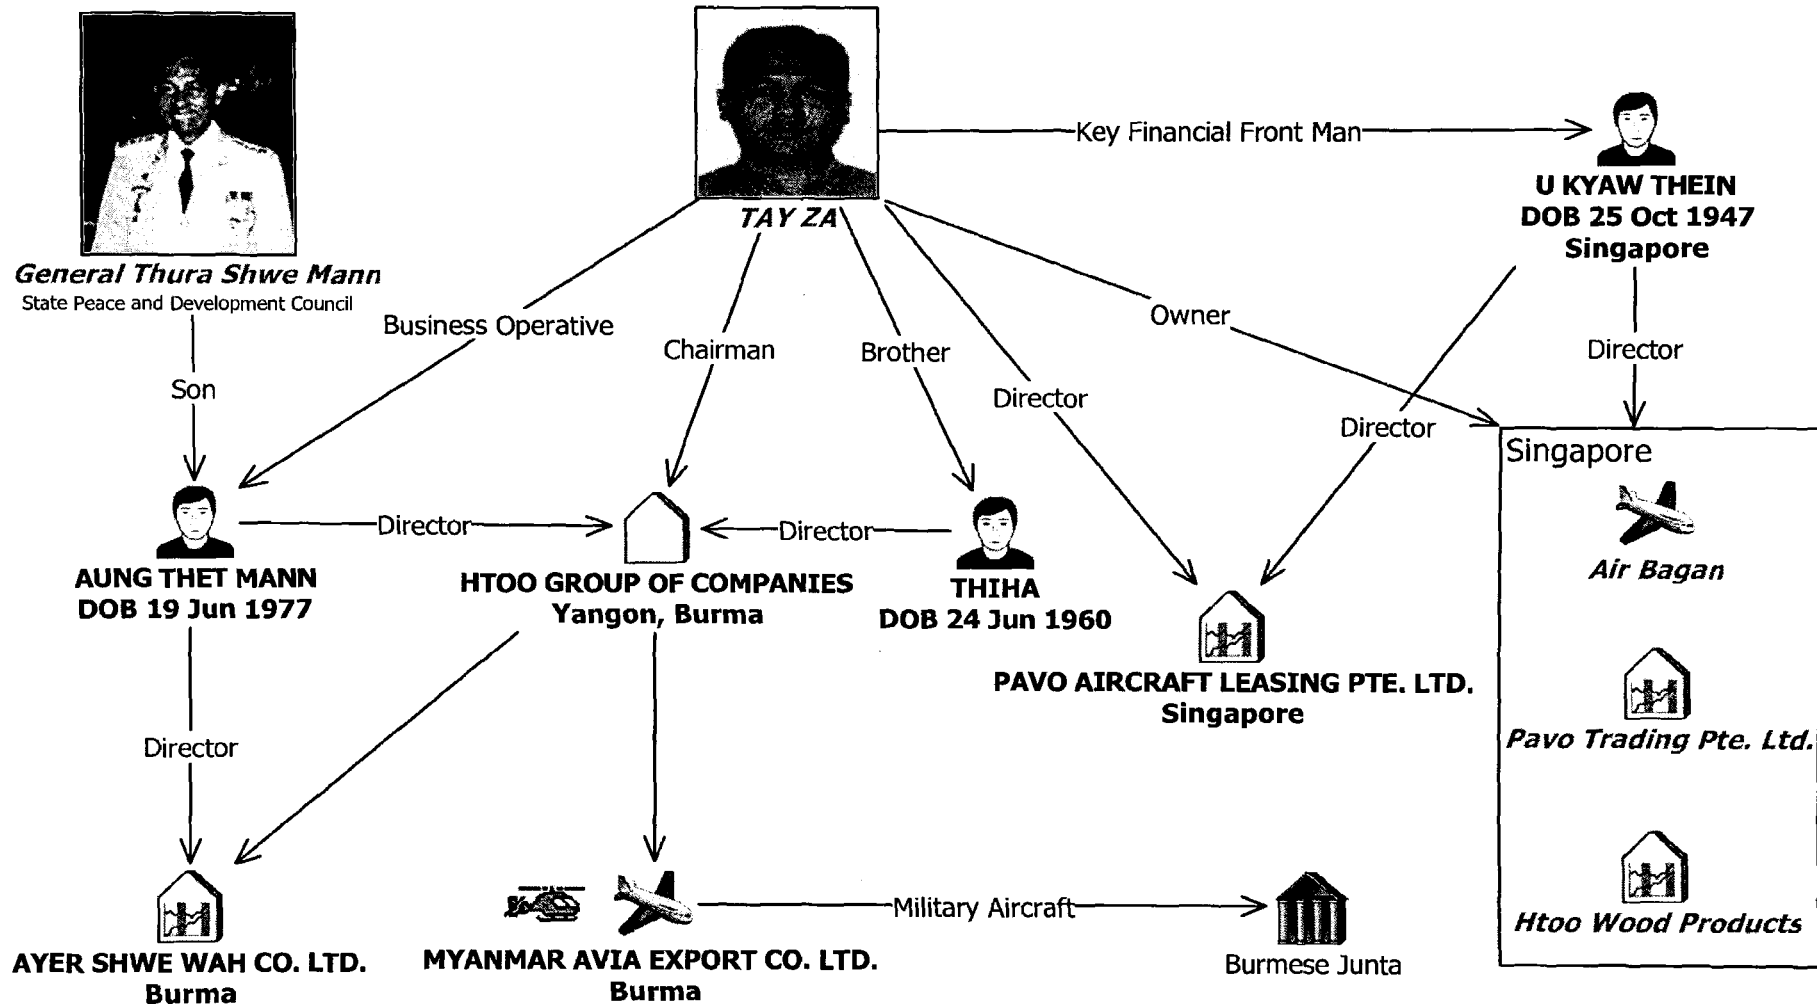 Key Financial Front Man
U KYAW THEIN
DOB 25 Oct 1947
Singapore
TAY ZA
General Thura Shwe Mann
State Peace and Development Council
Business Operative
Chairman
Brother
Director
Owner
Director
Director
Son
Singapore
Air Bagan
Pavo Trading Pte. Ltd.
Htoo Wood Products
Director
Director
AUNG THET MANN
DOB 19 Jun 1977
HTOO GROUP OF COMPANIES
Yangon, Burma
THIHA
DOB 24 Jun 1960
PAVO AIRCRAFT LEASING PTE. LTD.
Singapore
Director
Military Aircraft
AYER SHWE WAH CO. LTD.
Burma
MYANMAR AVIA EXPORT CO. LTD.
Burma
Burmese Junta